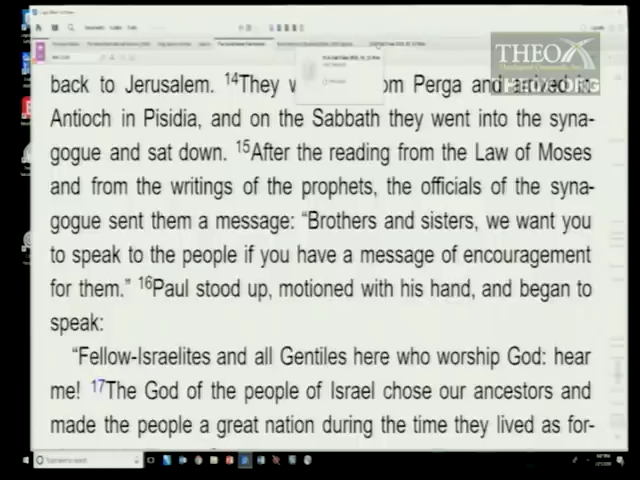 THEOX
THEOX.ORG
back to Jerusalem. 14They om Perga and arrived in
Antioch in Pisidia, and on the Sabbath they went into the syna-
gogue and sat down. 15After the reading from the Law of Moses
and from the writings of the prophets, the officials of the syna-
gogue sent them a message: “Brothers and sisters, we want you
to speak to the people if you have a message of encouragement
for them.” 16Paul stood up, motioned with his hand, and began to
speak:
“Fellow-Israelites and all Gentiles here who worship God: hear
me! 17The God of the people of Israel chose our ancestors and
made the people a great nation during the time they lived as for-